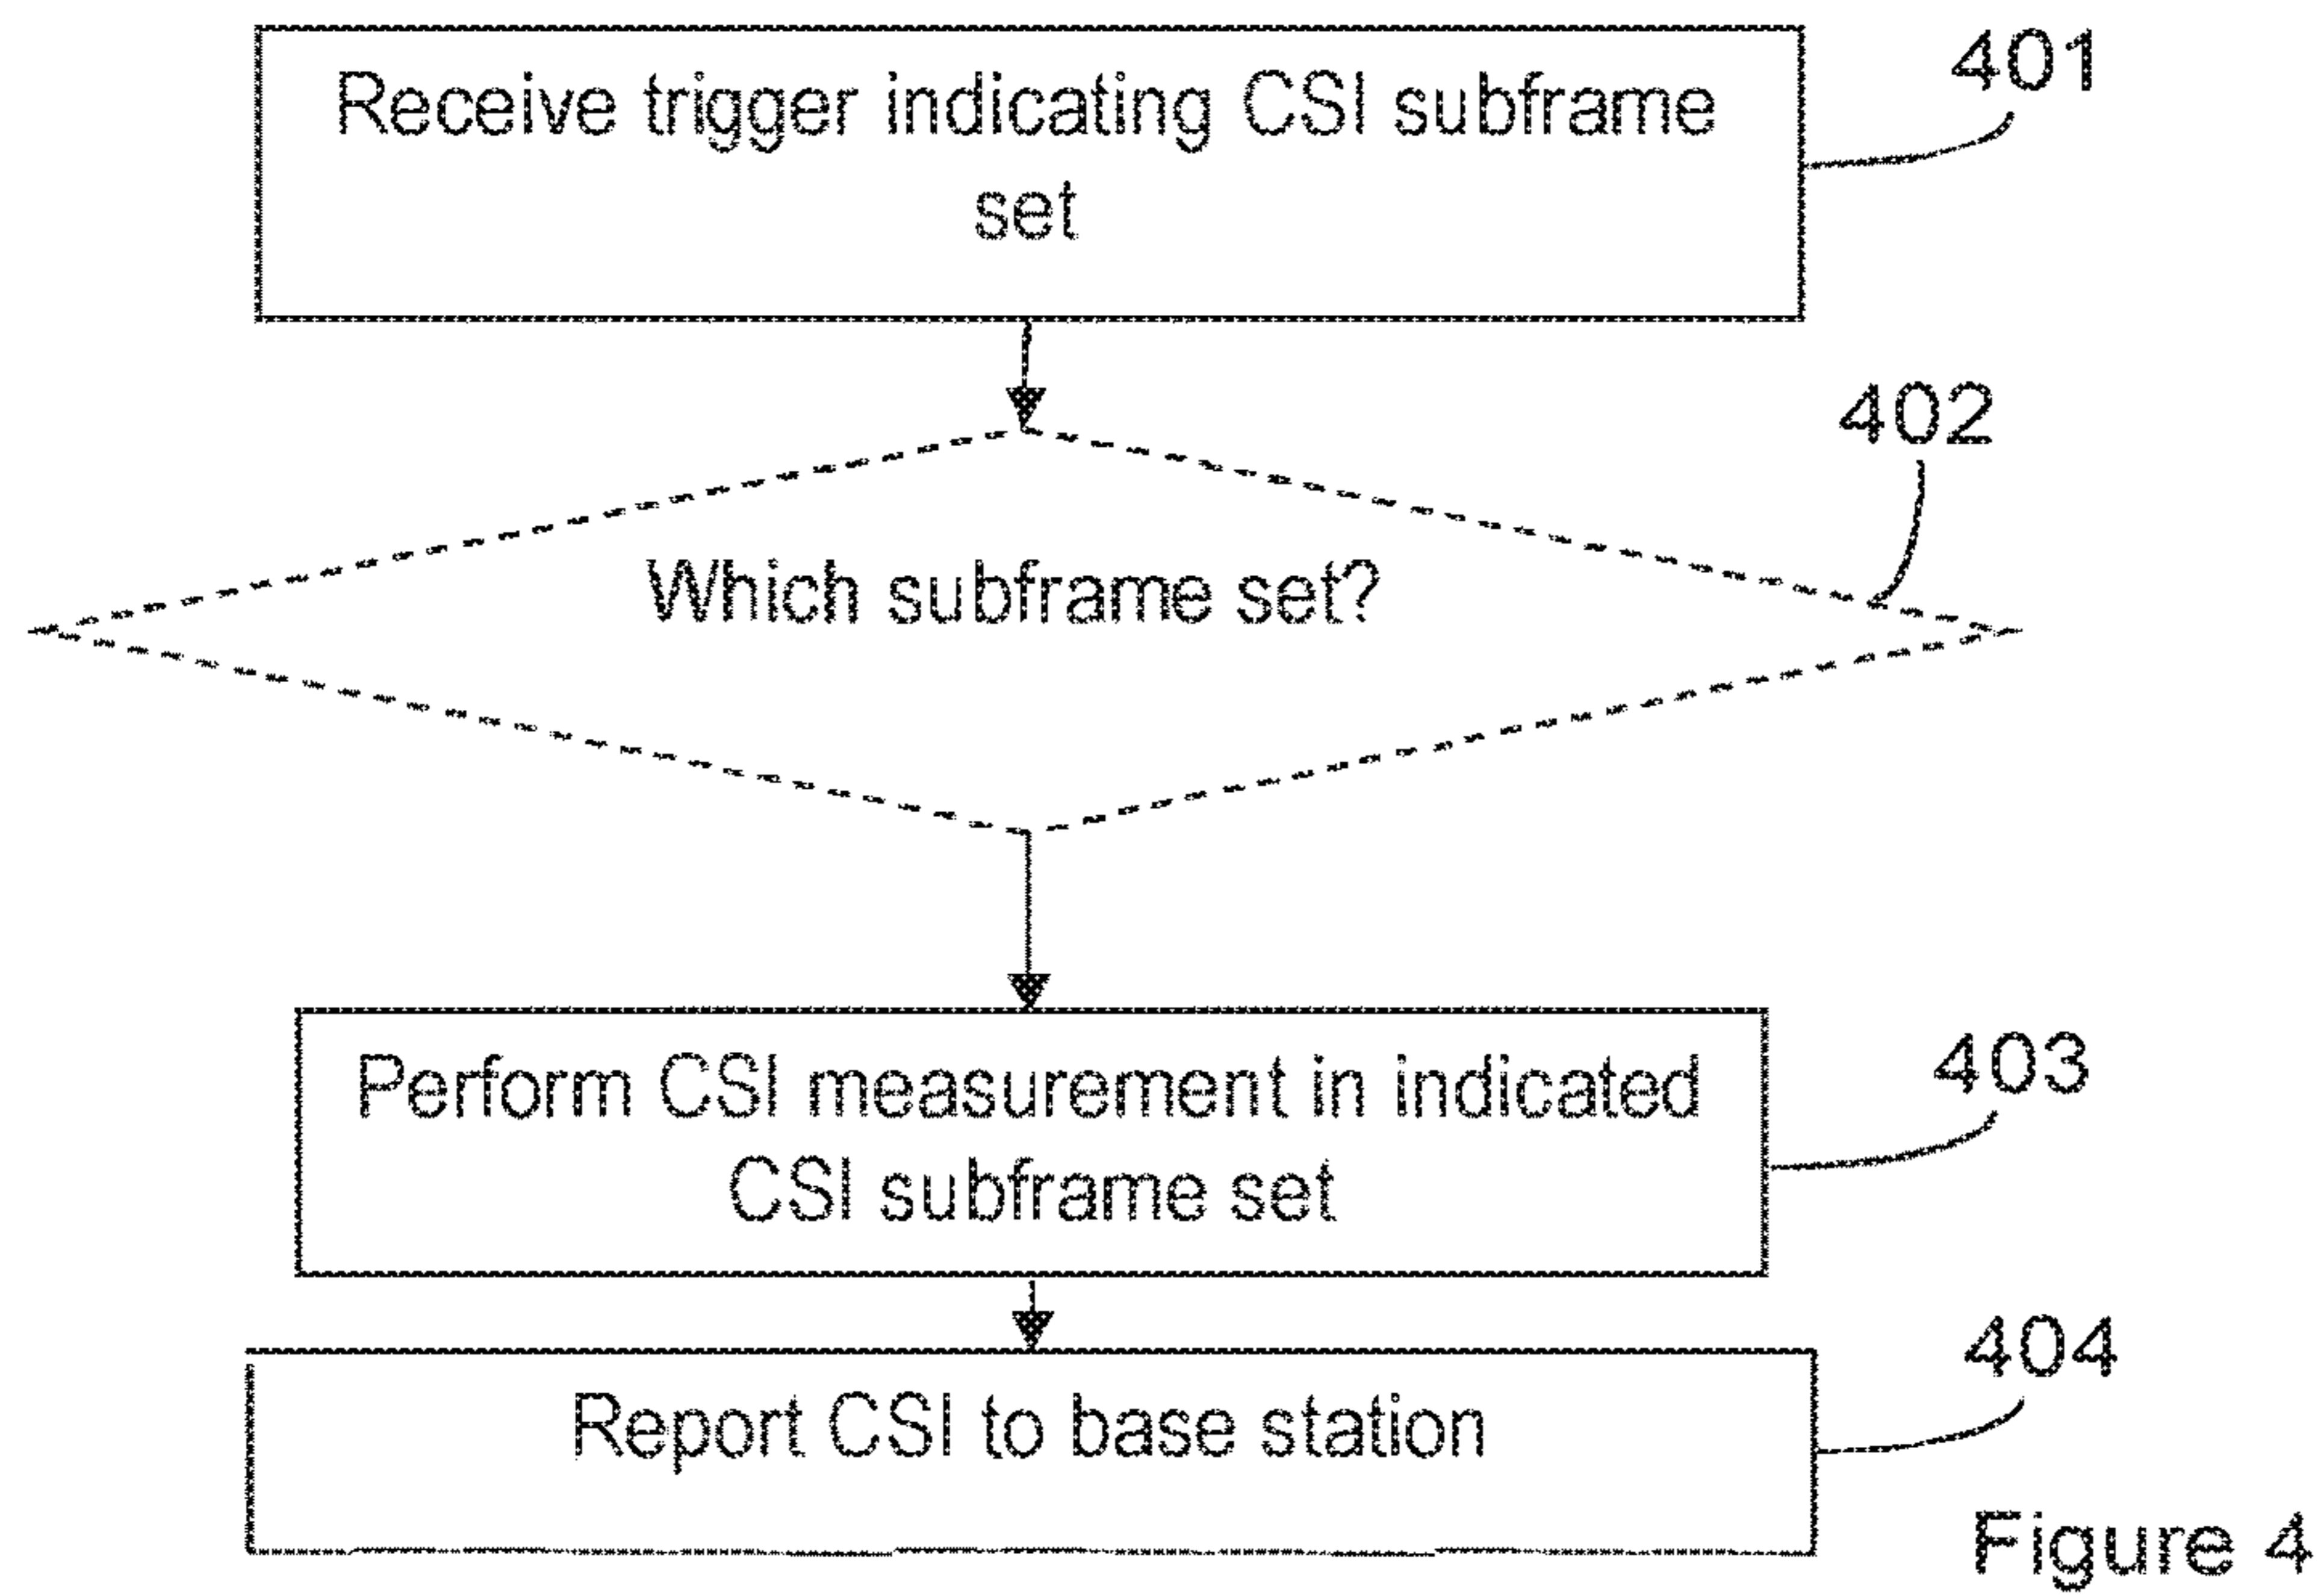 Receive trigger indicating CSI subframe
set
401
402
Which subframe set?
Perform CSI measurement in indicated
CSI subframe set
403
Report CSI to base station
404
Figure 4